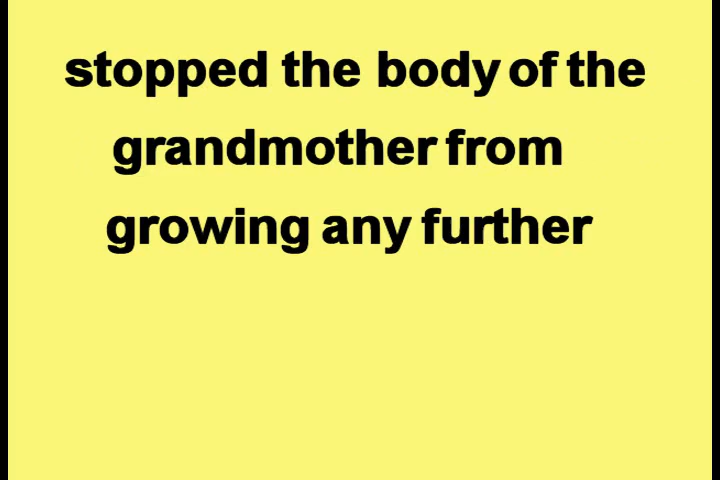 stopped the body of the
grandmother from
growing any further